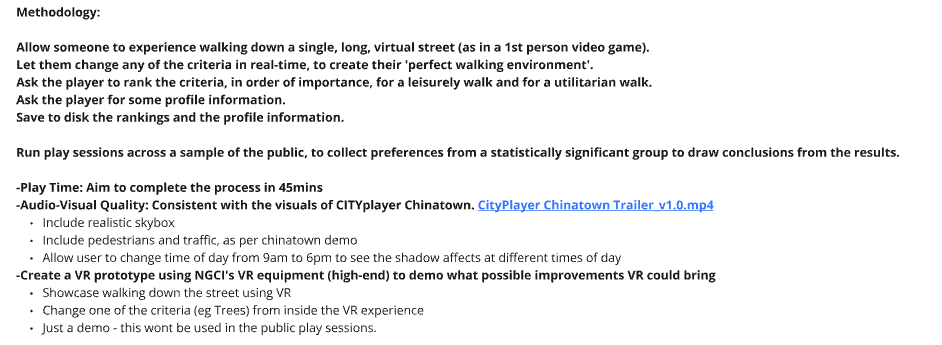 Methodology:
Allow someone to experience walking down a single, long, virtual street (as in a 1st person video game).
Let them change any of the criteria in real-time, to create their 'perfect walking environment'.
Ask the player to rank the criteria, in order of importance, for a leisurely walk and for a utilitarian walk.
Ask the player for some profile information.
Save to disk the rankings and the profile information.
Run play sessions across a sample of the public, to collect preferences from a statistically significant group to draw conclusions from the results.
-Play Time: Aim to complete the process in 45mins
-Audio-Visual Quality: Consistent with the visuals of CITYplayer Chinatown. CityPlayer Chinatown Trailer_v1.0.mp4
• Include realistic skybox
• Include pedestrians and traffic, as per chinatown demo
• Allow user to change time of day from 9am to 6pm to see the shadow affects at different times of day
-Create a VR prototype using NGCI's VR equipment (high-end) to demo what possible improvements VR could bring
• Showcase walking down the street using VR
• Change one of the criteria (eg Trees) from inside the VR experience
• Just a demo - this wont be used in the public play sessions.